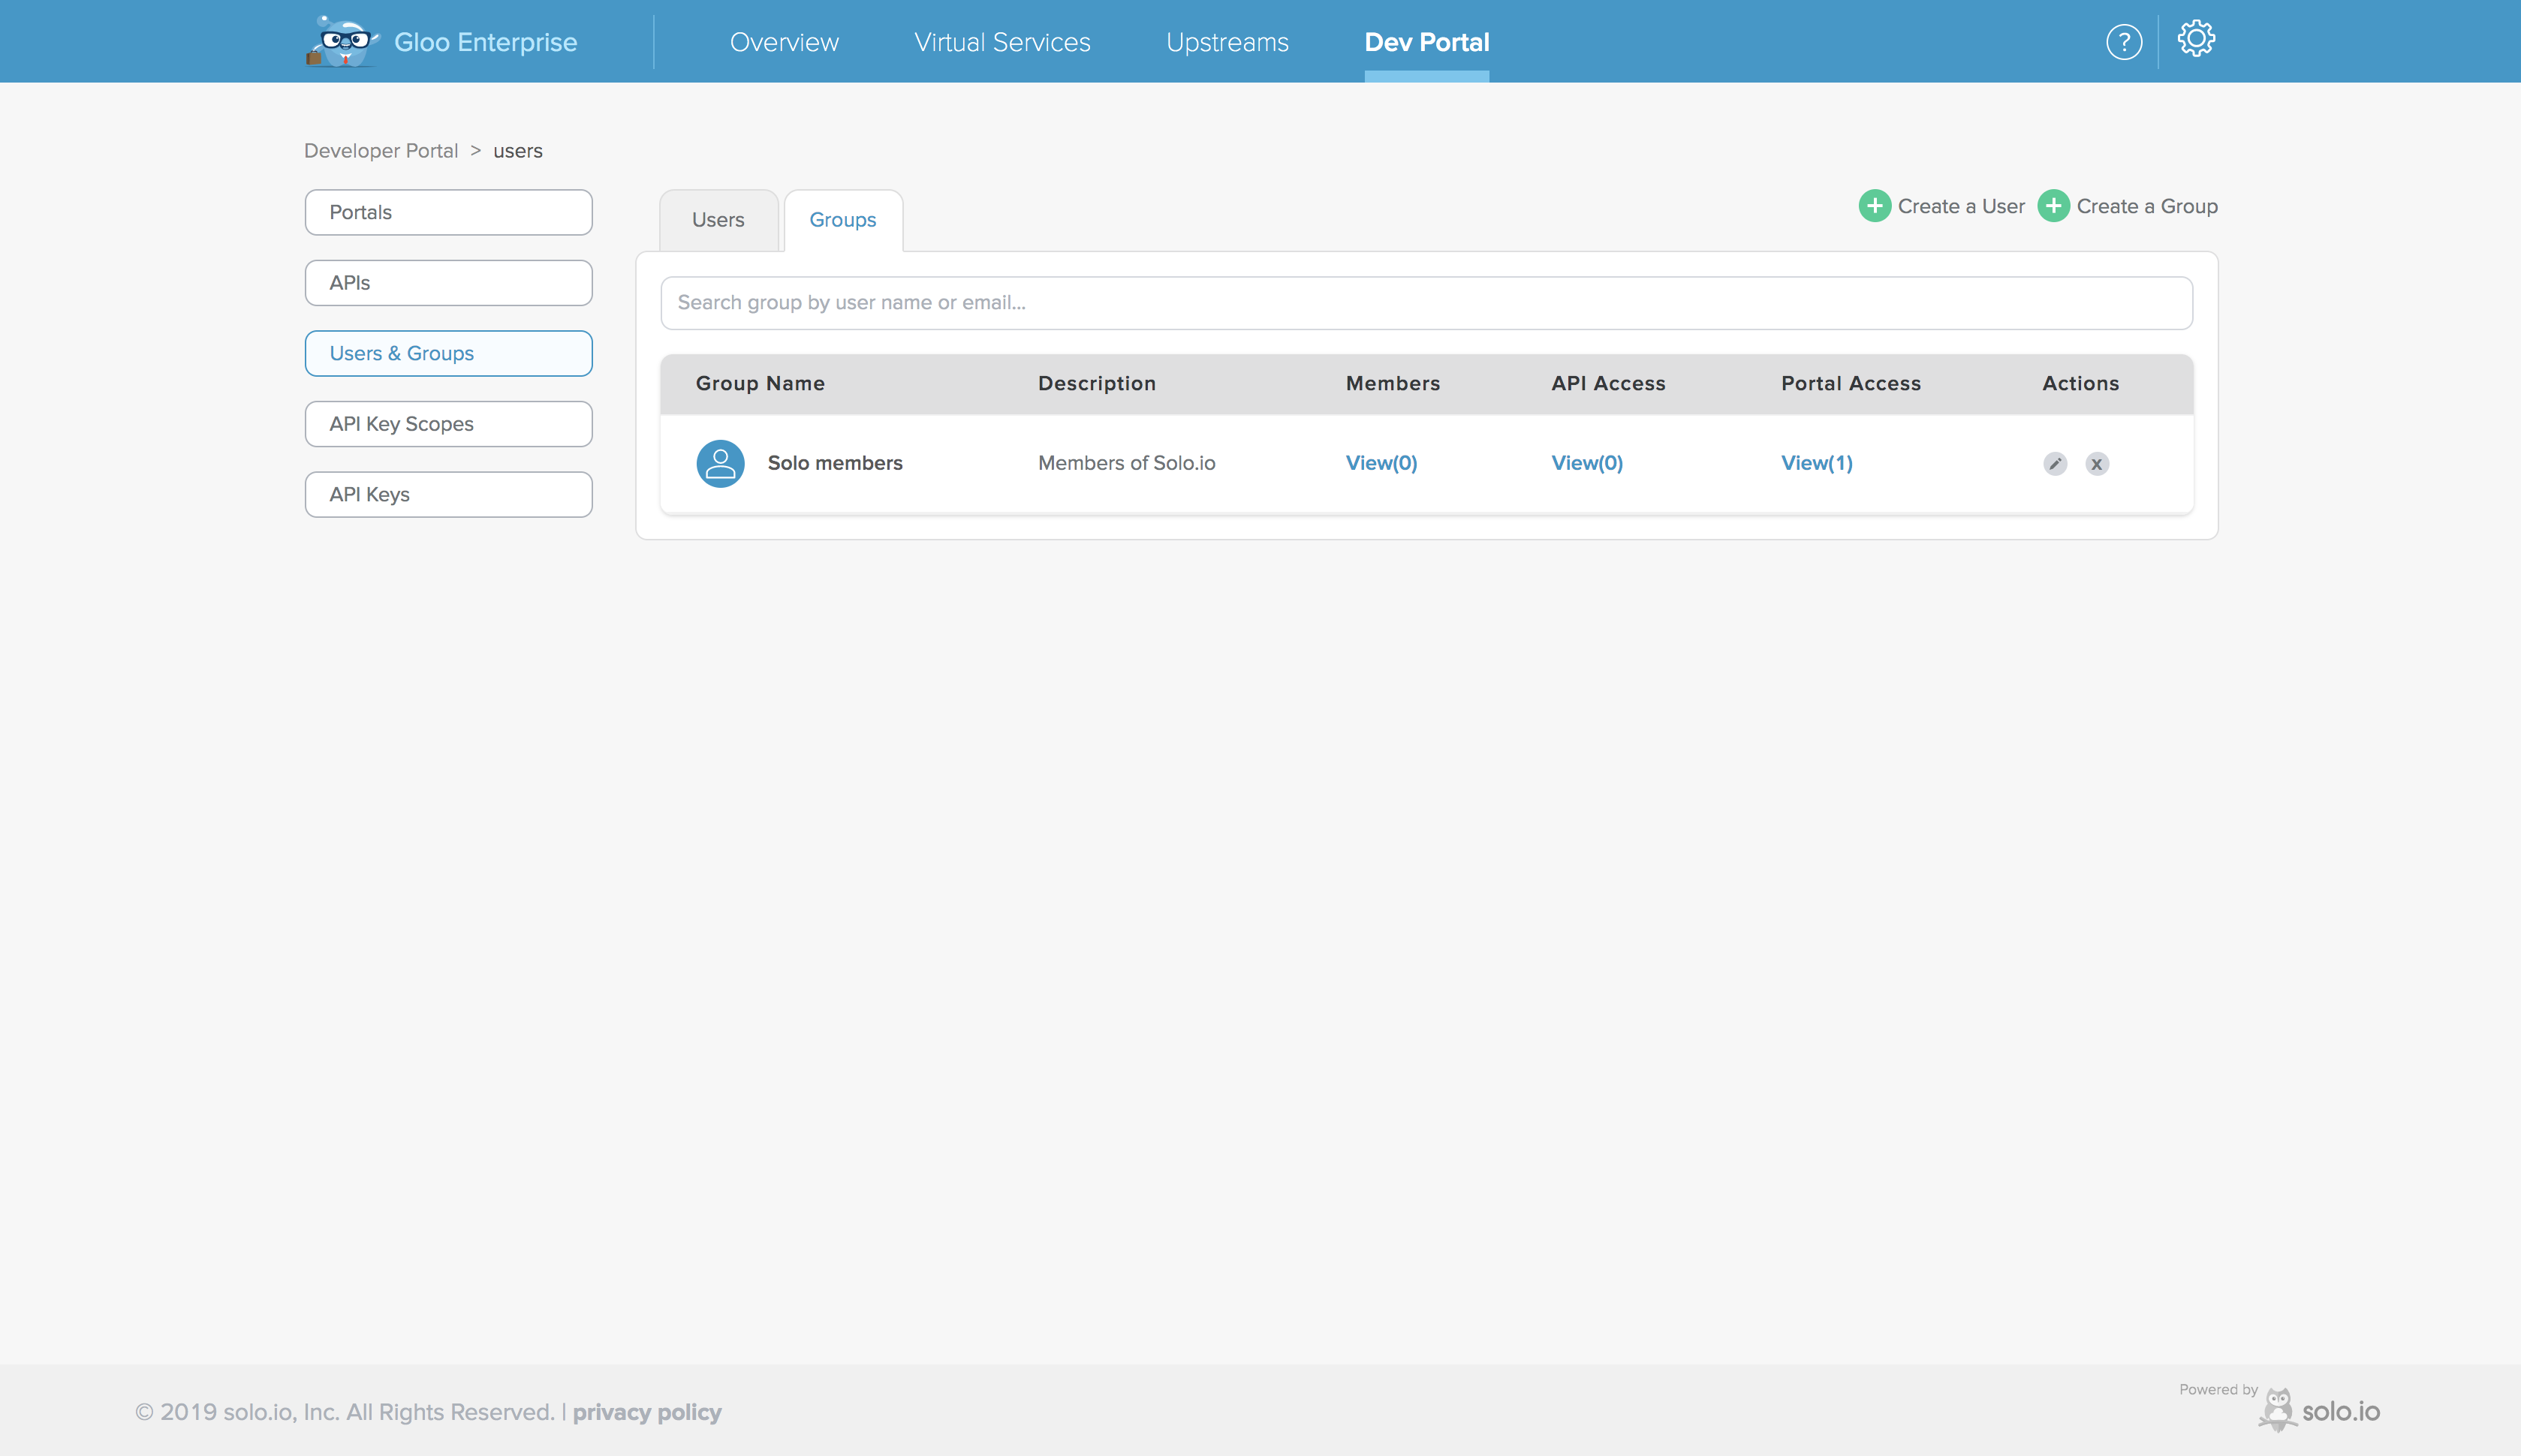 Gloo Enterprise
Overview
Virtual Services
Upstreams
Dev Portal
?
Developer Portal > users
Portals
APIs
Users & Groups
API Key Scopes
API Keys
Users
Groups
Create a User
Create a Group
Search group by user name or email...
Group Name Description Members API Access Portal Access Actions
Solo members Members of Solo.io View(0) View(0) View(1) x
© 2019 solo.io, Inc. All Rights Reserved. | privacy policy
Powered by
solo.io